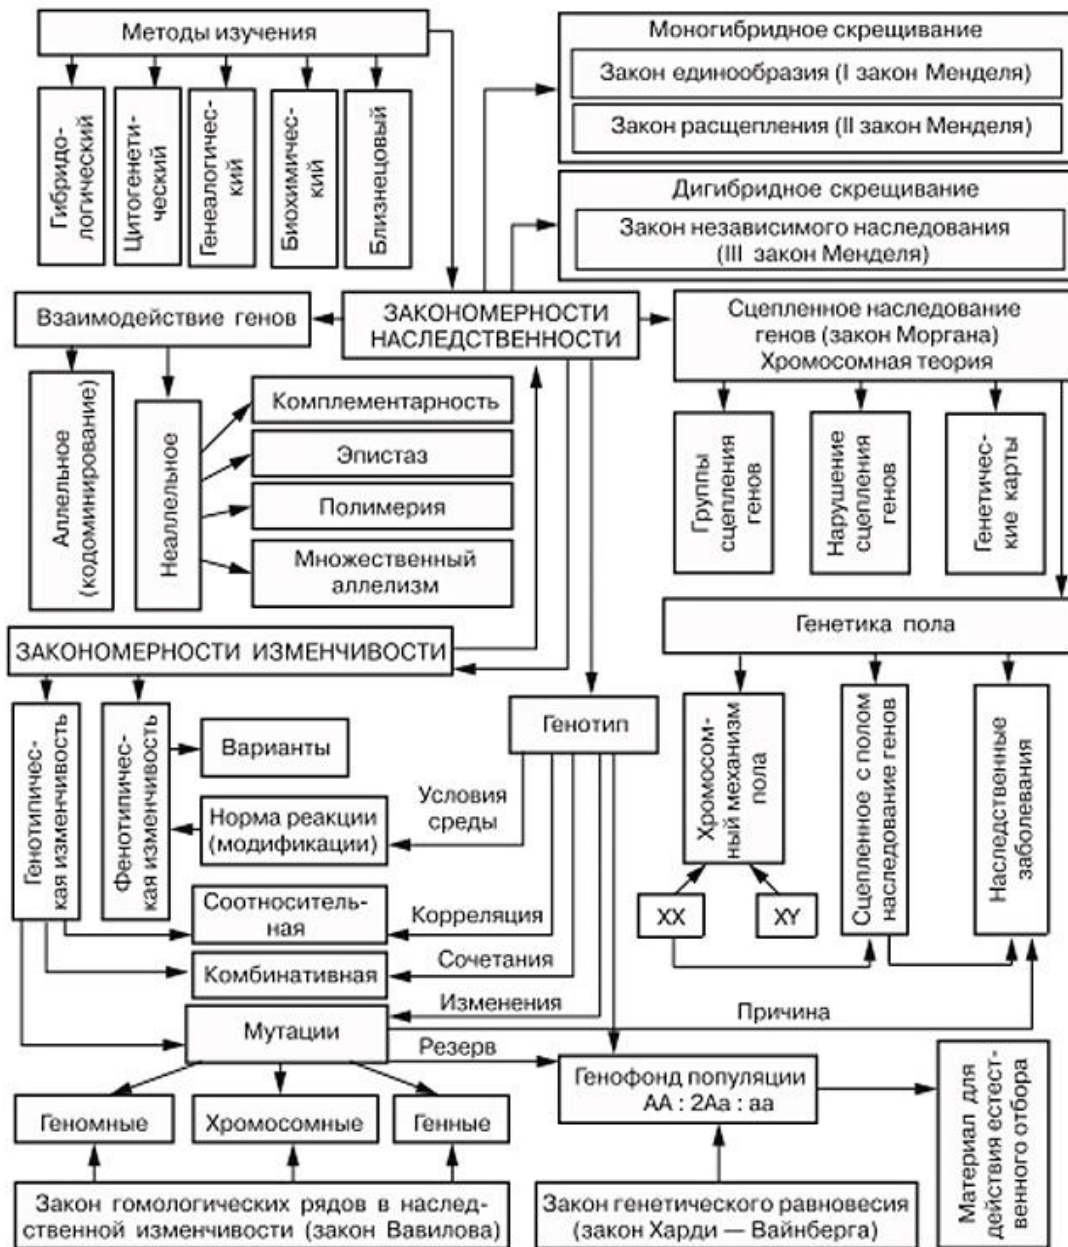 Методы изучения
Гибридо-
логический
Цитогенети-
ческий
Генеалогичес-
кий
Биохимичес-
кий
Близнецовый
Моногибридное скрещивание
Закон единообразия (I закон Менделя)
Закон расщепления (II закон Менделя)
Дигибридное скрещивание
Закон независимого наследования
(III закон Менделя)
Взаимодействие генов
ЗАКОНОМЕРНОСТИ
НАСЛЕДСТВЕННОСТИ
Сцепленное наследование
генов (закон Моргана)
Хромосомная теория
Аллельное
(кодоминирование)
Неаллельное
Комплементарность
Эпистаз
Полимерия
Множественный
аллелизм
Группы
сцепления
генов
Нарушение
сцепления
генов
Генетичес-
кие карты
Генетика пола
ЗАКОНОМЕРНОСТИ ИЗМЕНЧИВОСТИ
Генотипичес-
кая изменчивость
Фенотипичес-
кая изменчивость
Варианты
Норма реакции
(модификации)
Условия
среды
Генотип
Хромосом-
ный механизм
пола
Сцепленное с полом
наследование генов
Наследственные
заболевания
XX
XY
Соотноситель-
ная
Корреляция
Комбинативная
Сочетания
Изменения
Мутации
Причина
Резерв
Генофонд популяции
АА : 2Аа : аа
Материал для
действия естест-
венного отбора
Геномные
Хромосомные
Генные
Закон гомологических рядов в наслед-
ственной изменчивости (закон Вавилова)
Закон генетического равновесия
(закон Харди — Вайнберга)